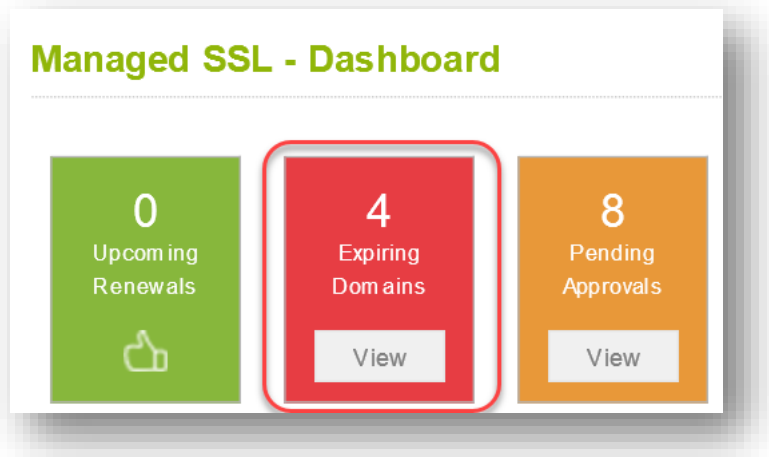 Managed SSL - Dashboard
0
Upcoming
Renewals
4
Expiring
Domains
View
8
Pending
Approvals
View